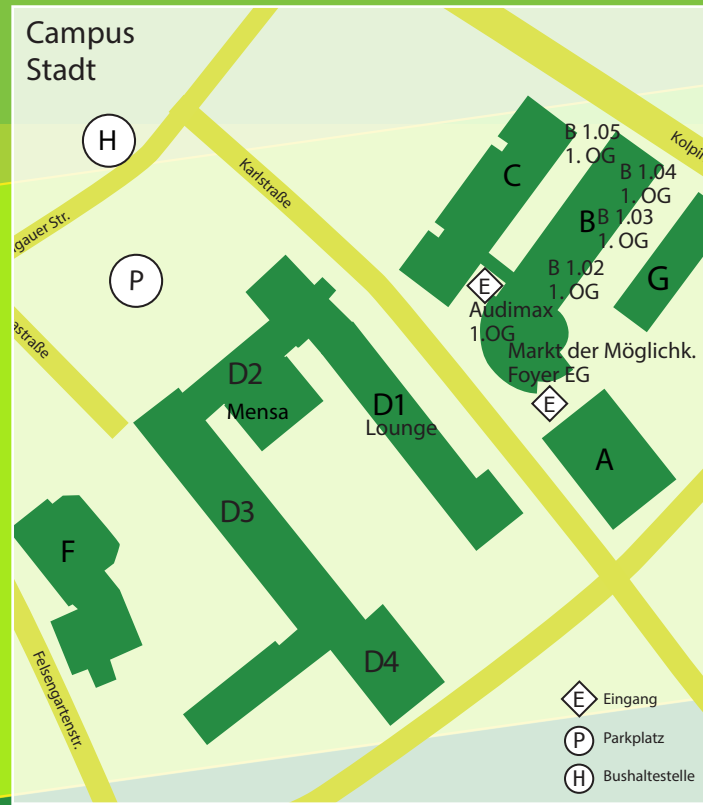 Campus
Stadt
H
Kolpin
Karlstraße
B 1.05
1. OG
C
B 1.04
1. OG
B
B 1.03
1. OG
gauer Str.
P
B 1.02
1. OG
G
E
Audimax
1.OG
Markt der Möglichk.
Foyer EG
E
astraße
D2
Mensa
D1
Lounge
A
D3
F
D4
Felsengartenstr.
E Eingang
P Parkplatz
H Bushaltestelle